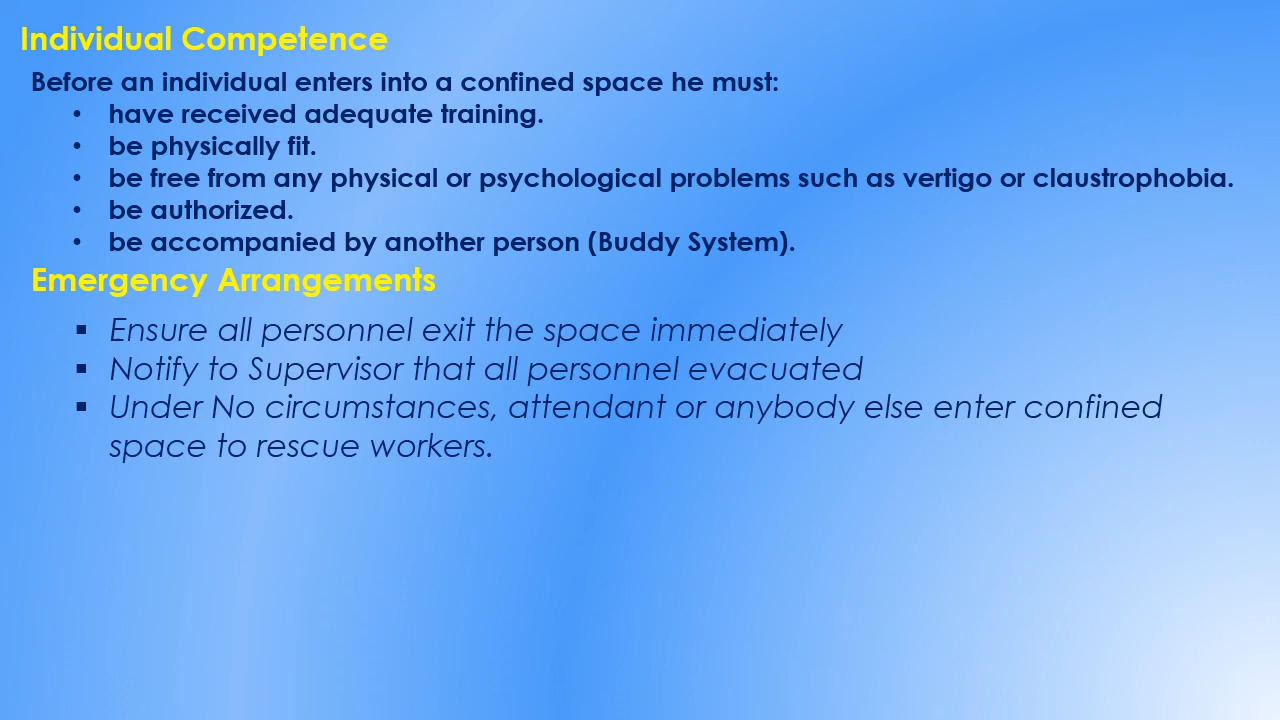 Individual Competence
Before an individual enters into a confined space he must:
• have received adequate training.
• be physically fit.
• be free from any physical or psychological problems such as vertigo or claustrophobia.
• be authorized.
• be accompanied by another person (Buddy System).
Emergency Arrangements
▪ Ensure all personnel exit the space immediately
▪ Notify to Supervisor that all personnel evacuated
▪ Under No circumstances, attendant or anybody else enter confined
space to rescue workers.